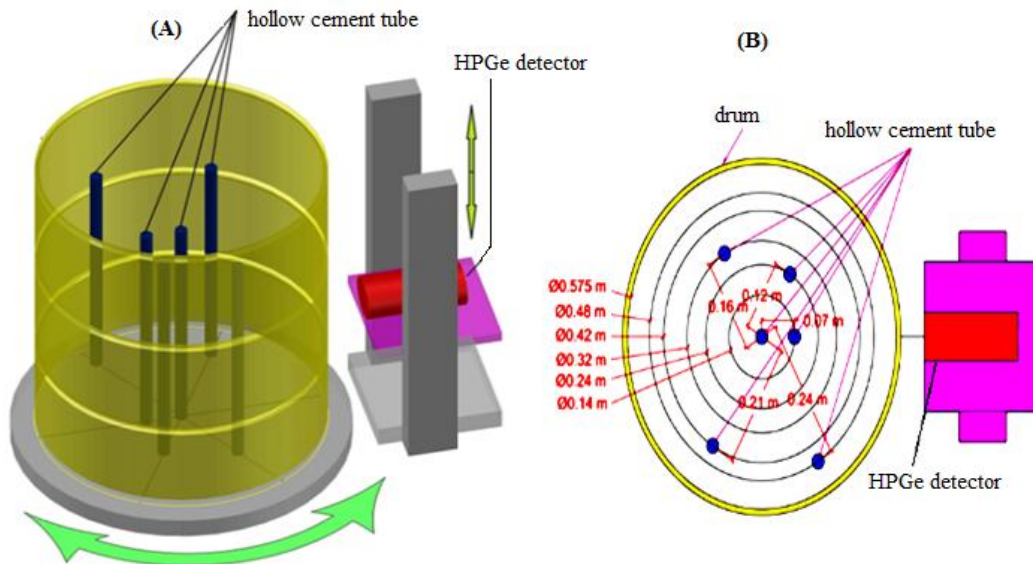 (A)
hollow cement tube
HPGe detector
(B)
drum
hollow cement tube
Ø0.575 m
Ø0.48 m
Ø0.42 m
Ø0.32 m
Ø0.24 m
Ø0.14 m
0.16 m
0.12 m
0.07 m
0.21 m
0.24 m
HPGe detector